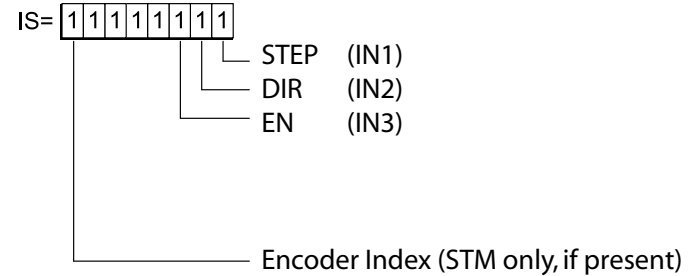 IS= 1 1 1 1 1 1 1 1
STEP (IN1)
DIR (IN2)
EN (IN3)
Encoder Index (STM only, if present)